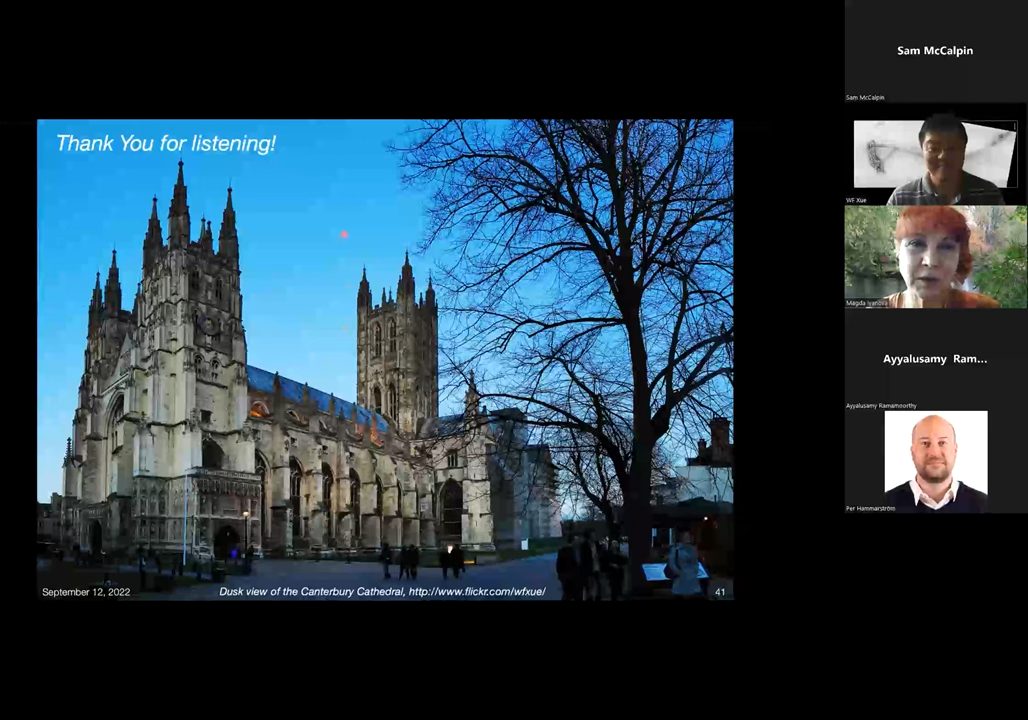 Thank You for listening!
September 12, 2022
Dusk view of the Canterbury Cathedral, http://www.flickr.com/wfxue/
41
Sam McCalpin
Sam McCalpin
WF Xue
Magda Ivanova
Ayyalusamy Ram...
Ayyalusamy Ramamoorthy
Per Hammarström